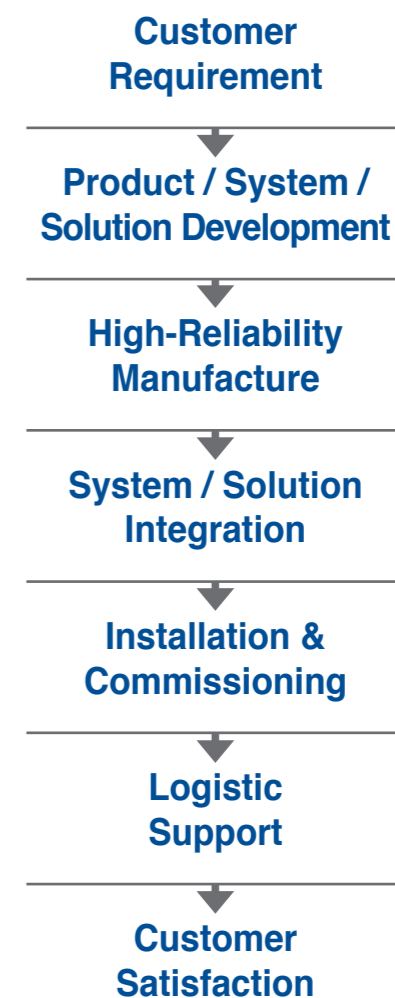 Customer
Requirement
Product / System /
Solution Development
High-Reliability
Manufacture
System / Solution
Integration
Installation &
Commissioning
Logistic
Support
Customer
Satisfaction